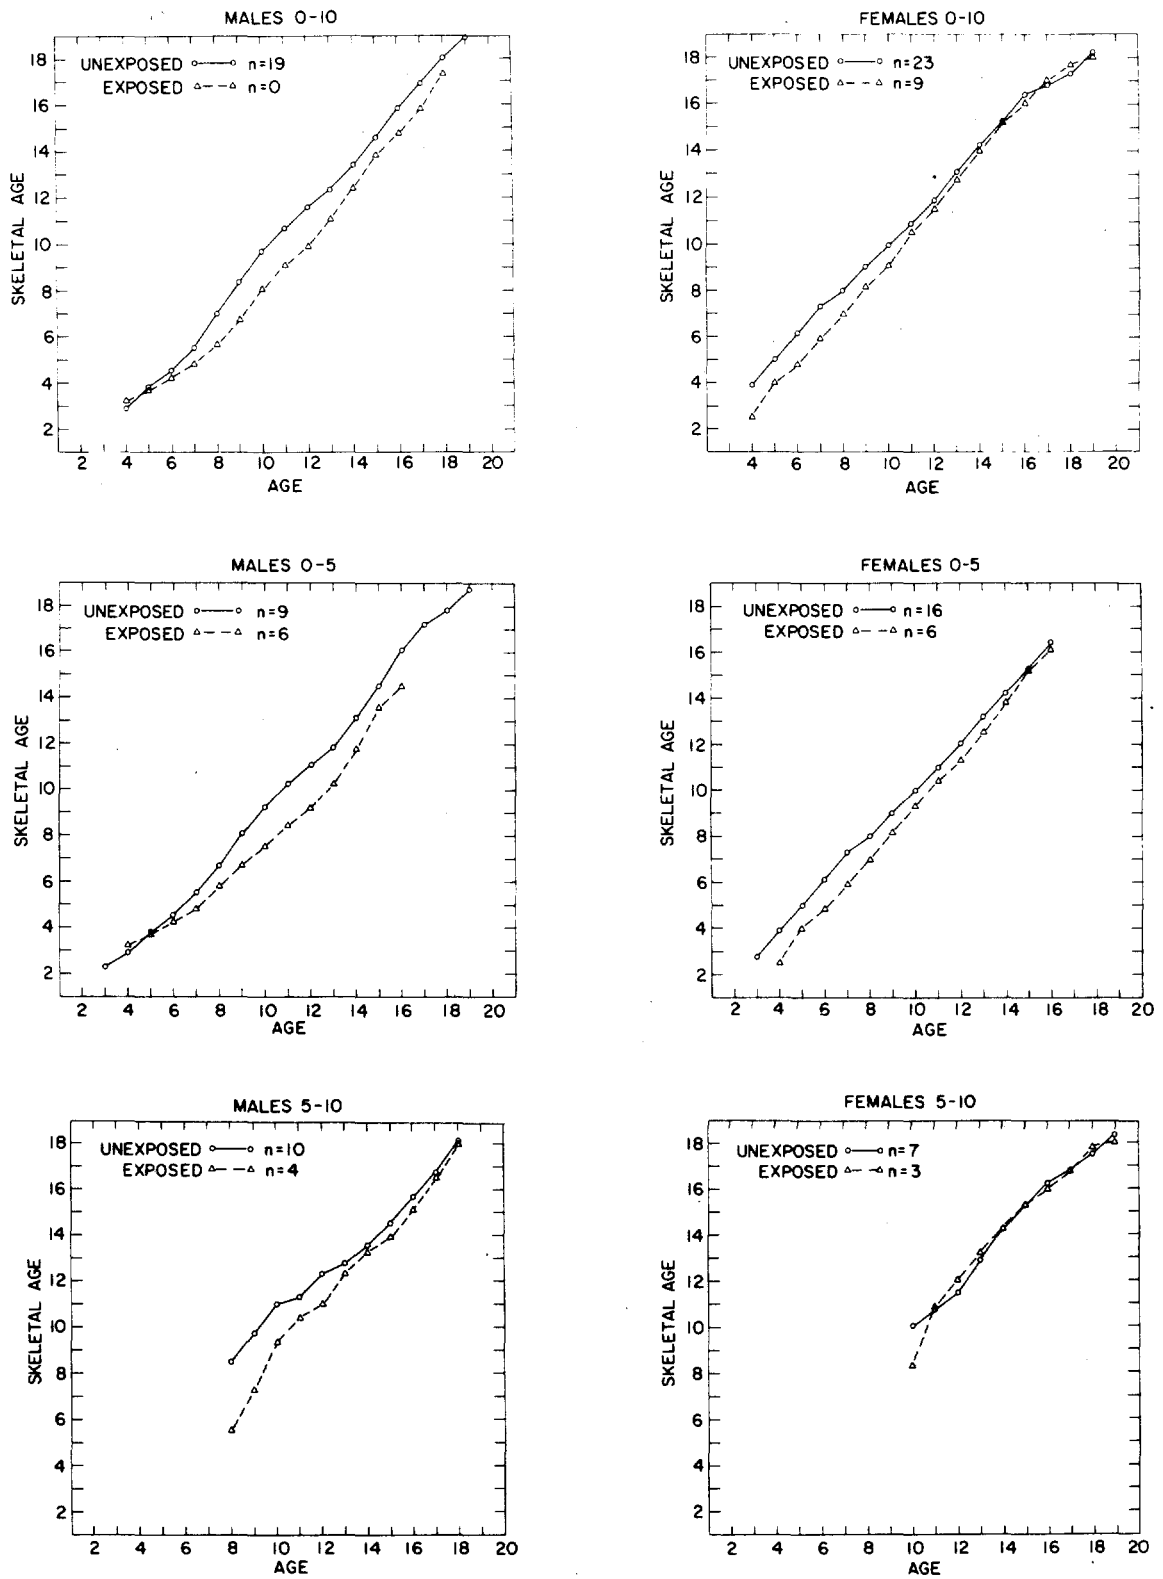 MALES 0-10
UNEXPOSED n=19
EXPOSED n=0
18
16
14
12
10
8
6
4
2
SKELETAL AGE
2 4 6 8 10 12 14 16 18 20
AGE
FEMALES 0-10
UNEXPOSED n=23
EXPOSED n=9
18
16
14
12
10
8
6
4
2
SKELETAL AGE
2 4 6 8 10 12 14 16 18 20
AGE
MALES 0-5
UNEXPOSED n=9
EXPOSED n=6
18
16
14
12
10
8
6
4
2
SKELETAL AGE
2 4 6 8 10 12 14 16 18 20
AGE
FEMALES 0-5
UNEXPOSED n=16
EXPOSED n=6
18
16
14
12
10
8
6
4
2
SKELETAL AGE
2 4 6 8 10 12 14 16 18 20
AGE
MALES 5-10
UNEXPOSED n=10
EXPOSED n=4
18
16
14
12
10
8
6
4
2
SKELETAL AGE
2 4 6 8 10 12 14 16 18 20
AGE
FEMALES 5-10
UNEXPOSED n=7
EXPOSED n=3
18
16
14
12
10
8
6
4
2
SKELETAL AGE
2 4 6 8 10 12 14 16 18 20
AGE